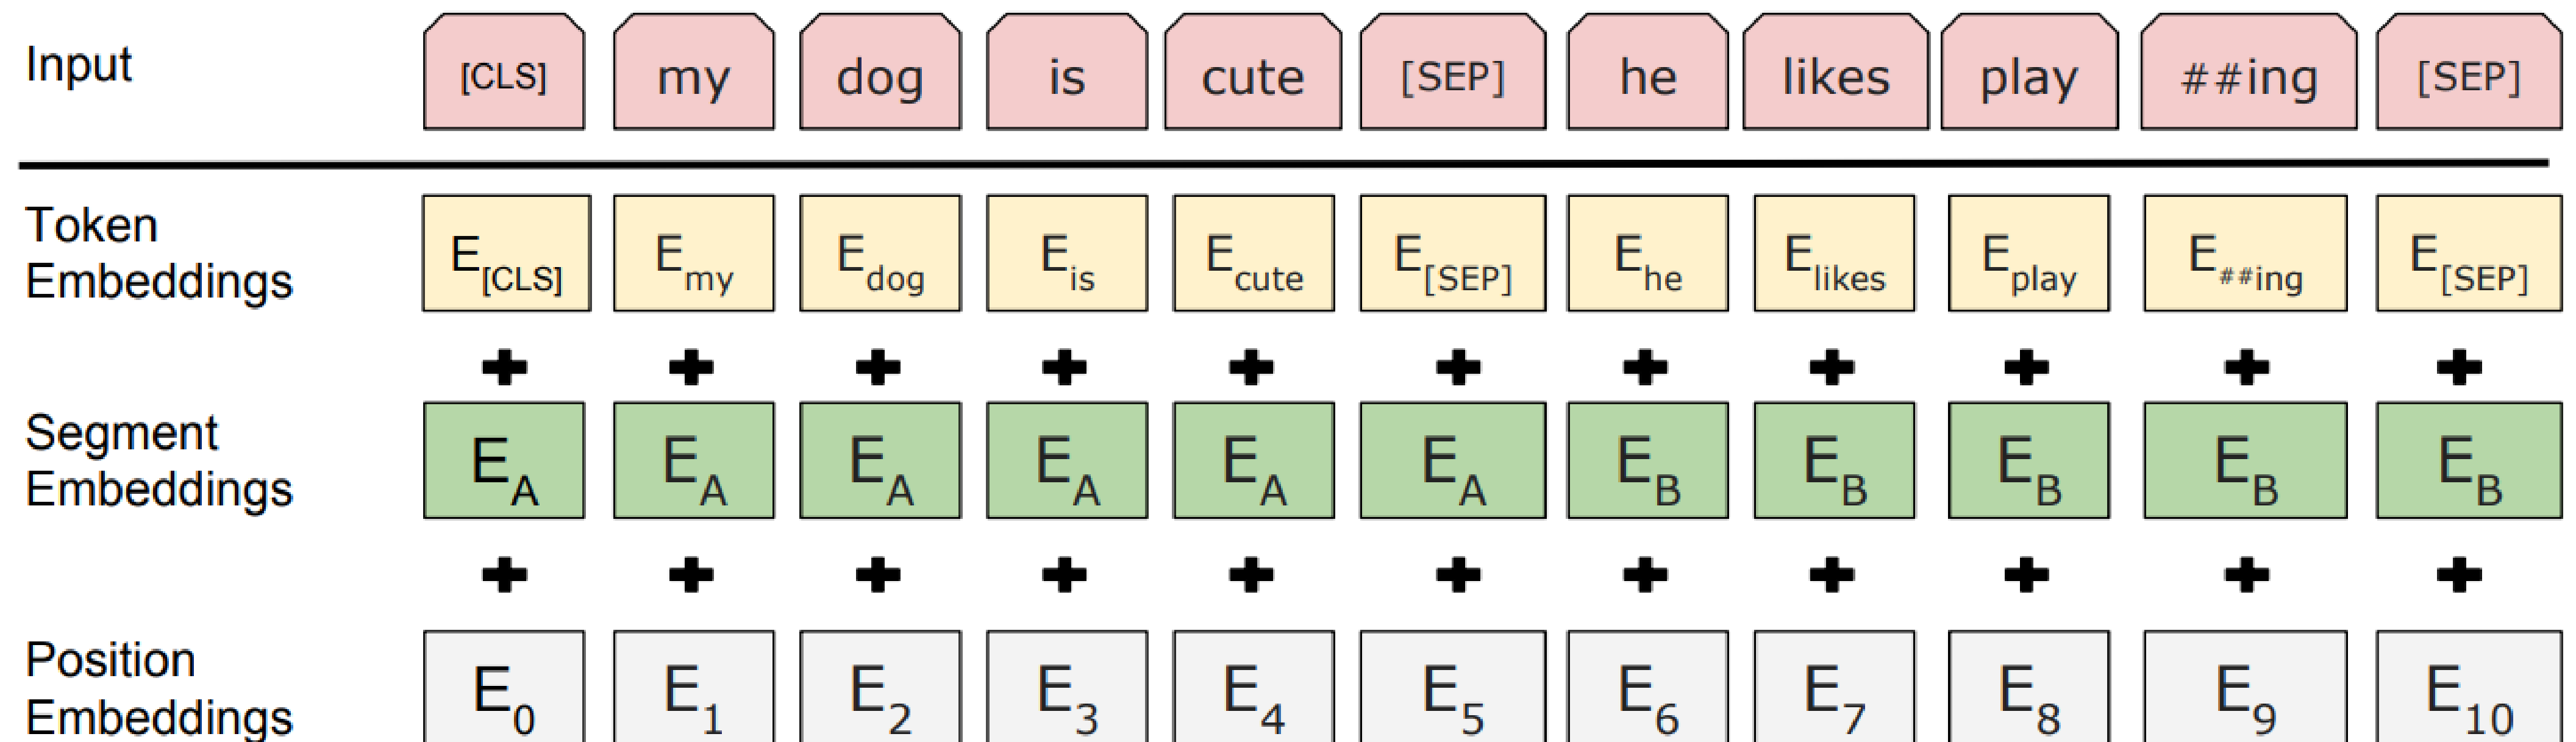 Input [CLS] my dog is cute [SEP] he likes play ##ing [SEP]
Token Embeddings E[CLS] Emy Edog Eis Ecute E[SEP] Ehe Elikes Eplay E##ing E[SEP]
+ + + + + + + + + + +
Segment Embeddings EA EA EA EA EA EA EB EB EB EB EB
+ + + + + + + + + + +
Position Embeddings E0 E1 E2 E3 E4 E5 E6 E7 E8 E9 E10